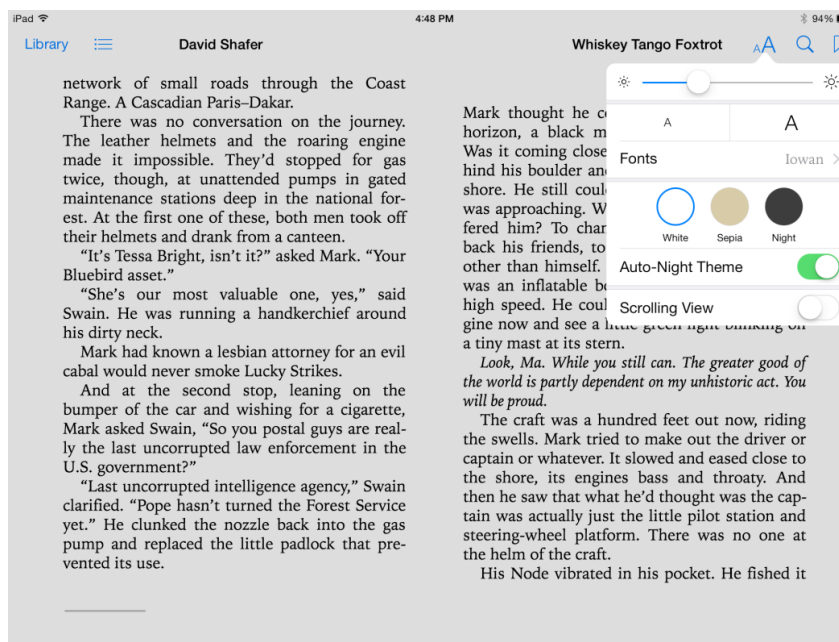 iPad 4:48 PM 94%
Library David Shafer Whiskey Tango Foxtrot AA
network of small roads through the Coast
Range. A Cascadian Paris–Dakar.
There was no conversation on the journey.
The leather helmets and the roaring engine
made it impossible. They’d stopped for gas
twice, though, at unattended pumps in gated
maintenance stations deep in the national for-
est. At the first one of these, both men took off
their helmets and drank from a canteen.
“It’s Tessa Bright, isn’t it?” asked Mark. “Your
Bluebird asset.”
“She’s our most valuable one, yes,” said
Swain. He was running a handkerchief around
his dirty neck.
Mark had known a lesbian attorney for an evil
cabal would never smoke Lucky Strikes.
And at the second stop, leaning on the
bumper of the car and wishing for a cigarette,
Mark asked Swain, “So you postal guys are real-
ly the last uncorrupted law enforcement in the
U.S. government?”
“Last uncorrupted intelligence agency,” Swain
clarified. “Pope hasn’t turned the Forest Service
yet.” He clunked the nozzle back into the gas
pump and replaced the little padlock that pre-
vented its use.
Mark thought he
horizon, a black
Was it coming close
hind his boulder
shore. He still
was approaching.
fered him? To
back his friends, to
other than himself.
was an inflatable
high speed. He
gine now and see a little green light blinking on
a tiny mast at its stern.
Look, Ma. While you still can. The greater good of
the world is partly dependent on my unhistoric act. You
will be proud.
The craft was a hundred feet out now, riding
the swells. Mark tried to make out the driver or
captain or whatever. It slowed and eased close to
the shore, its engines bass and throaty. And
then he saw that what he’d thought was the cap-
tain was actually just the little pilot station and
steering-wheel platform. There was no one at
the helm of the craft.
His Node vibrated in his pocket. He fished it
A A
Fonts Iowan
White Sepia Night
Auto-Night Theme
Scrolling View